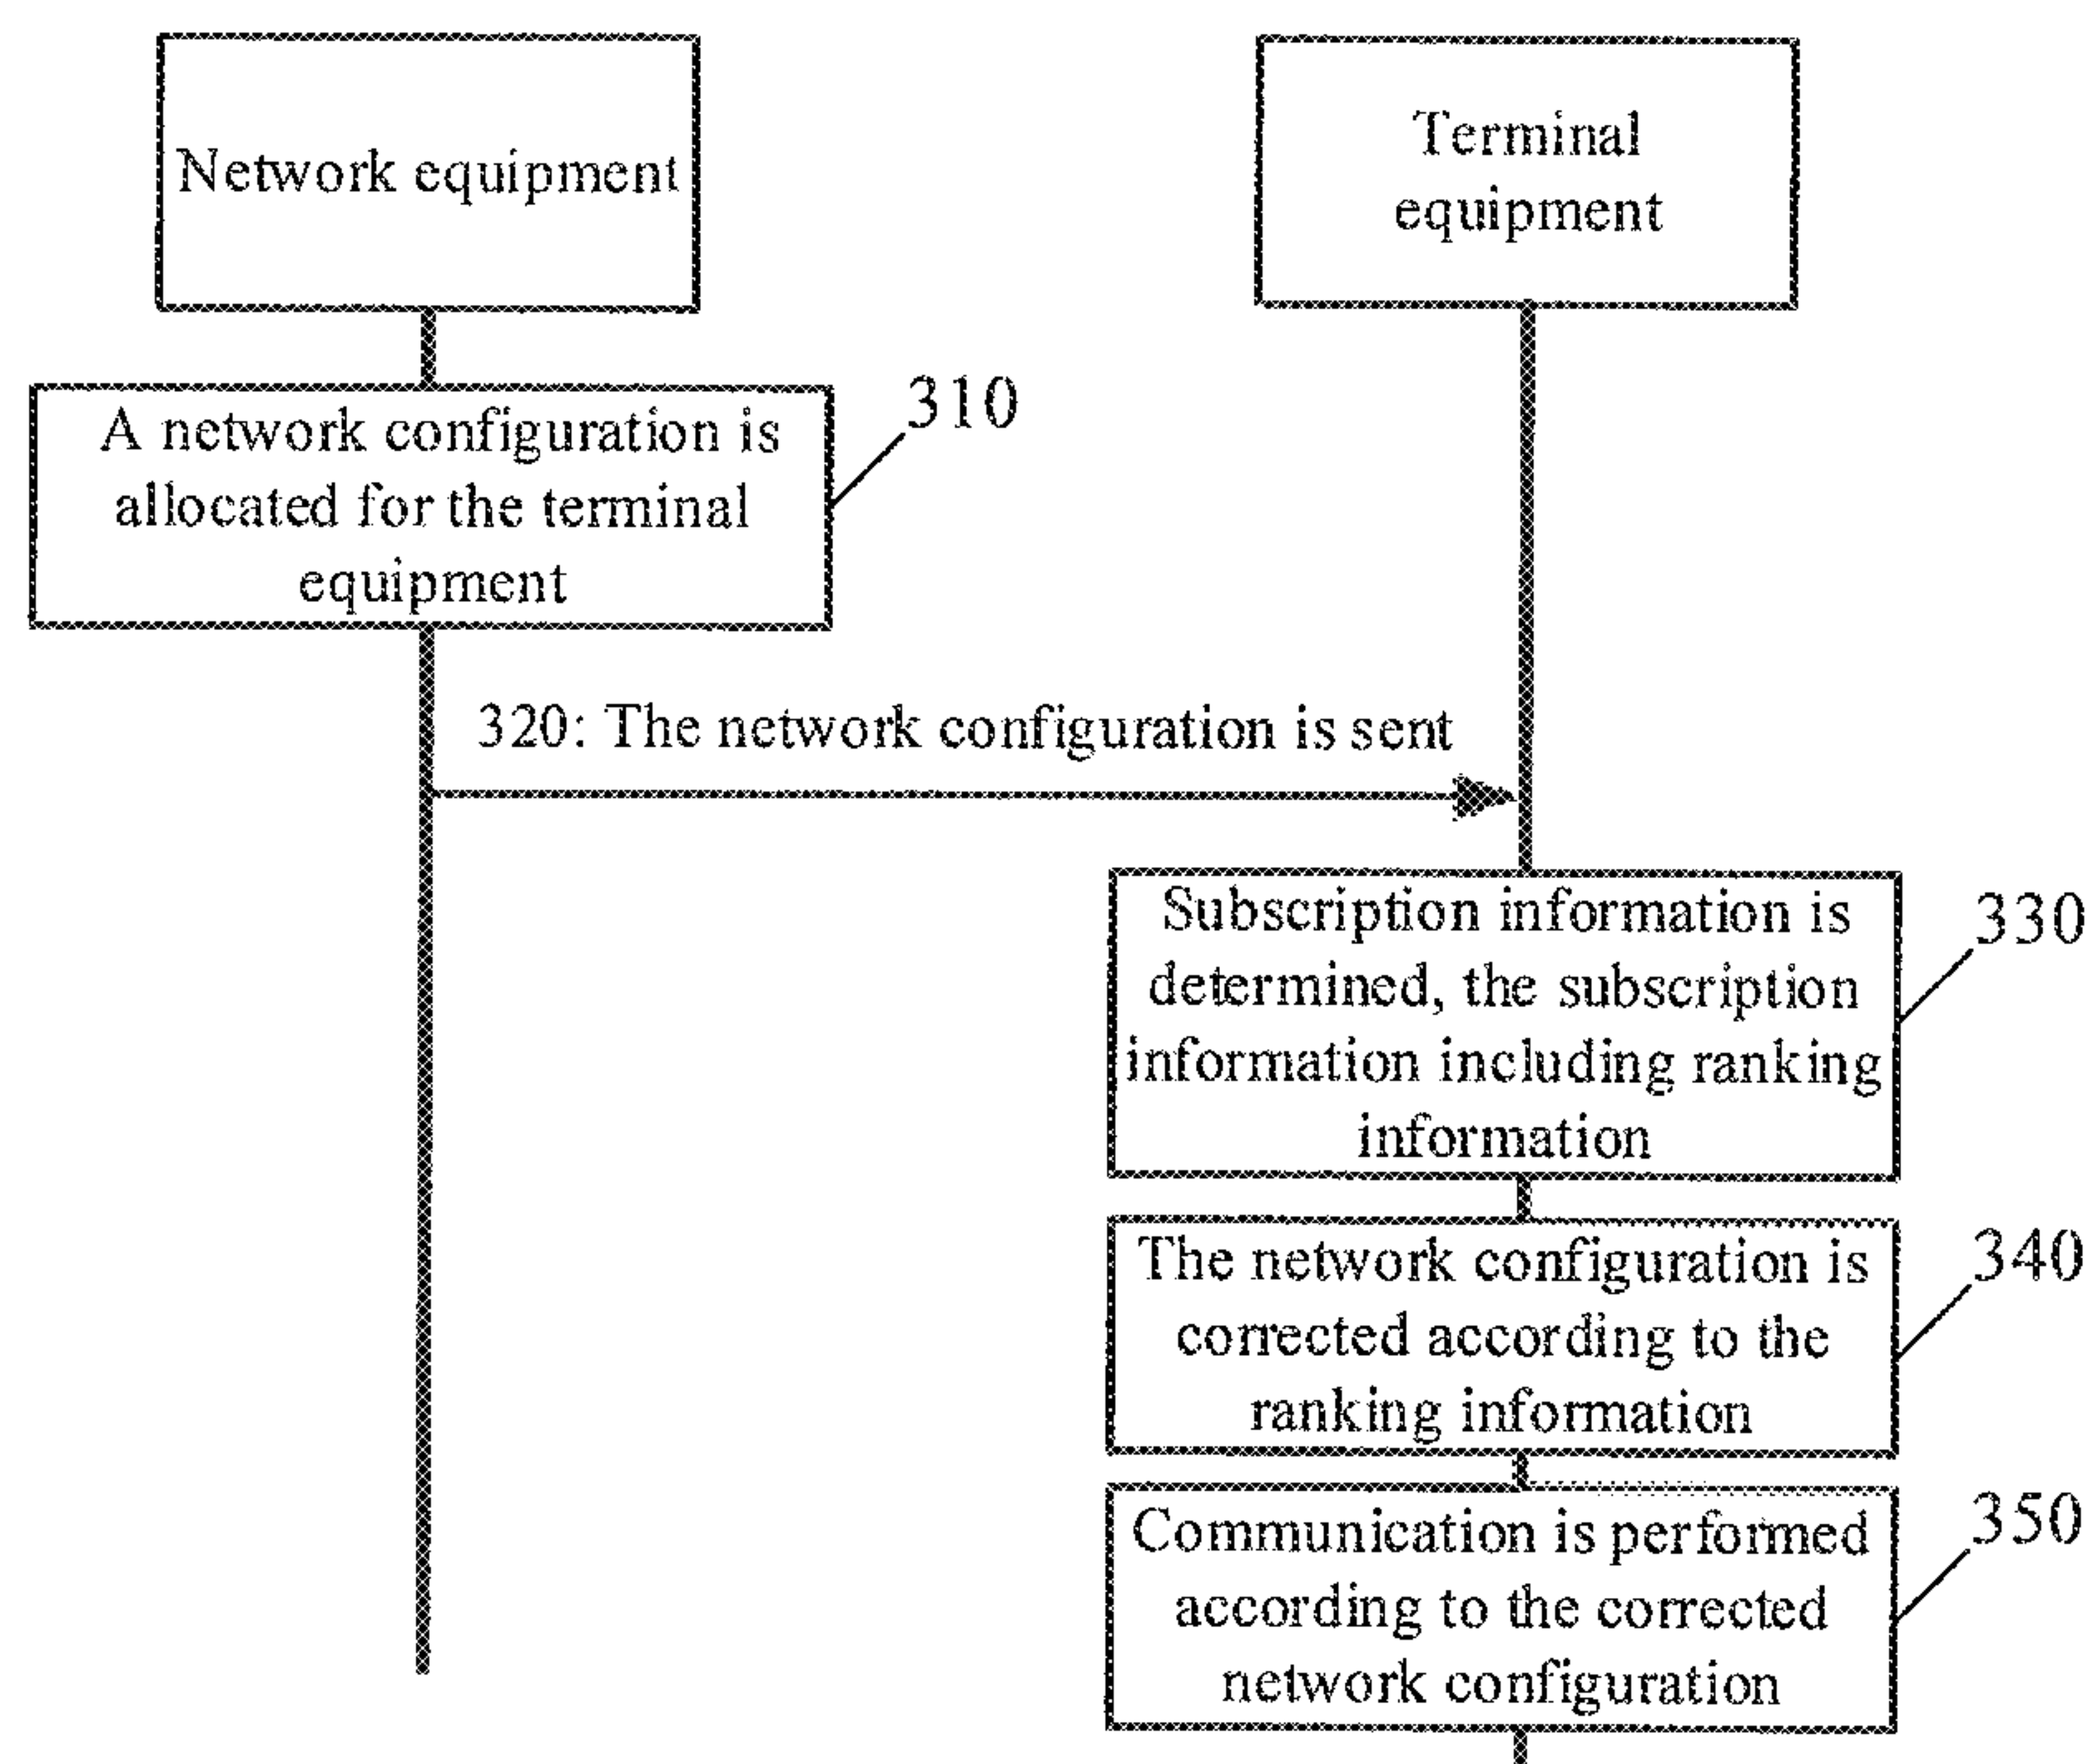 Network equipment
Terminal
equipment
A network configuration is
allocated for the terminal
equipment
310
320: The network configuration is sent
Subscription information is
determined, the subscription
information including ranking
information
330
The network configuration is
corrected according to the
ranking information
340
Communication is performed
according to the corrected
network configuration
350